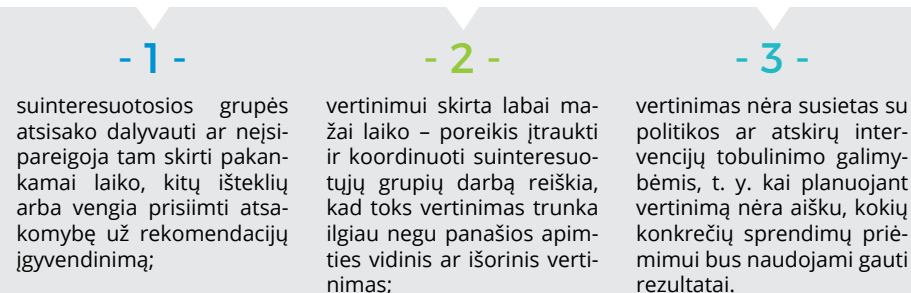 - 1 -
suinteresuotosios grupės
atsisako dalyvauti ar neįsi-
pareigoja tam skirti pakan-
kamai laiko, kitų išteklių
arba vengia prisiimti atsa-
komybę už rekomendacijų
įgyvendinimą;
- 2 -
vertinimui skirta labai ma-
žai laiko – poreikis įtraukti
ir koordinuoti suinteresuo-
tųjų grupių darbą reiškia,
kad toks vertinimas trunka
ilgiau negu panašios apim-
ties vidinis ar išorinis verti-
nimas;
- 3 -
vertinimas nėra susietas su
politikos ar atskirų inter-
vencijų tobulinimo galimy-
bėmis, t. y. kai planuojant
vertinimą nėra aišku, kokių
konkrečių sprendimų priė-
mimui bus naudojami gauti
rezultatai.